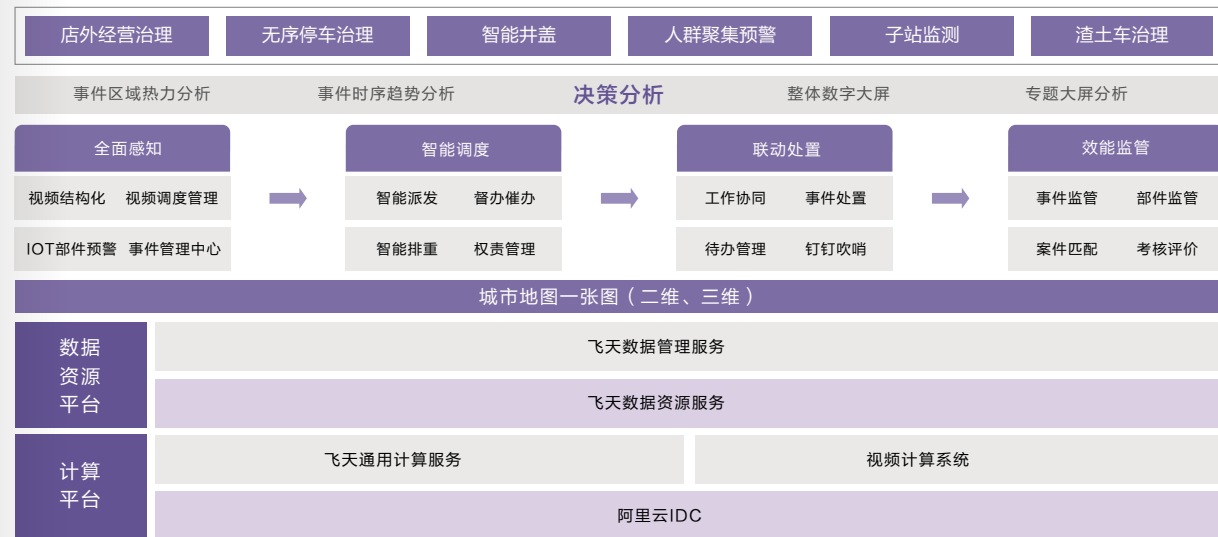 店外经营治理 无序停车治理 智能井盖 人群聚集预警 子站监测 渣土车治理
事件区域热力分析 事件时序趋势分析 决策分析 整体数字大屏 专题大屏分析
全面感知 智能调度 联动处置 效能监管
视频结构化 视频调度管理 智能派发 督办催办 工作协同 事件处置 事件监管 部件监管
IOT部件预警 事件管理中心 智能排重 权责管理 待办管理 钉钉吹哨 案件匹配 考核评价
城市地图一张图（二维、三维）
数据
资源
平台
飞天数据管理服务
飞天数据资源服务
计算
平台
飞天通用计算服务 视频计算系统
阿里云IDC